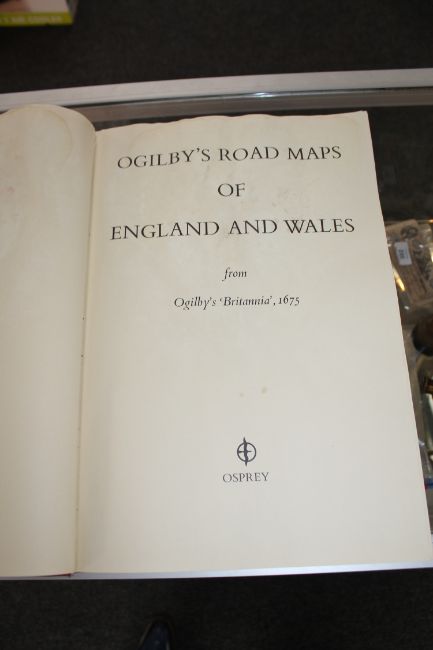 OGILBY'S ROAD MAPS
OF
ENGLAND AND WALES
from
Ogilby's 'Britannia', 1675
OSPREY